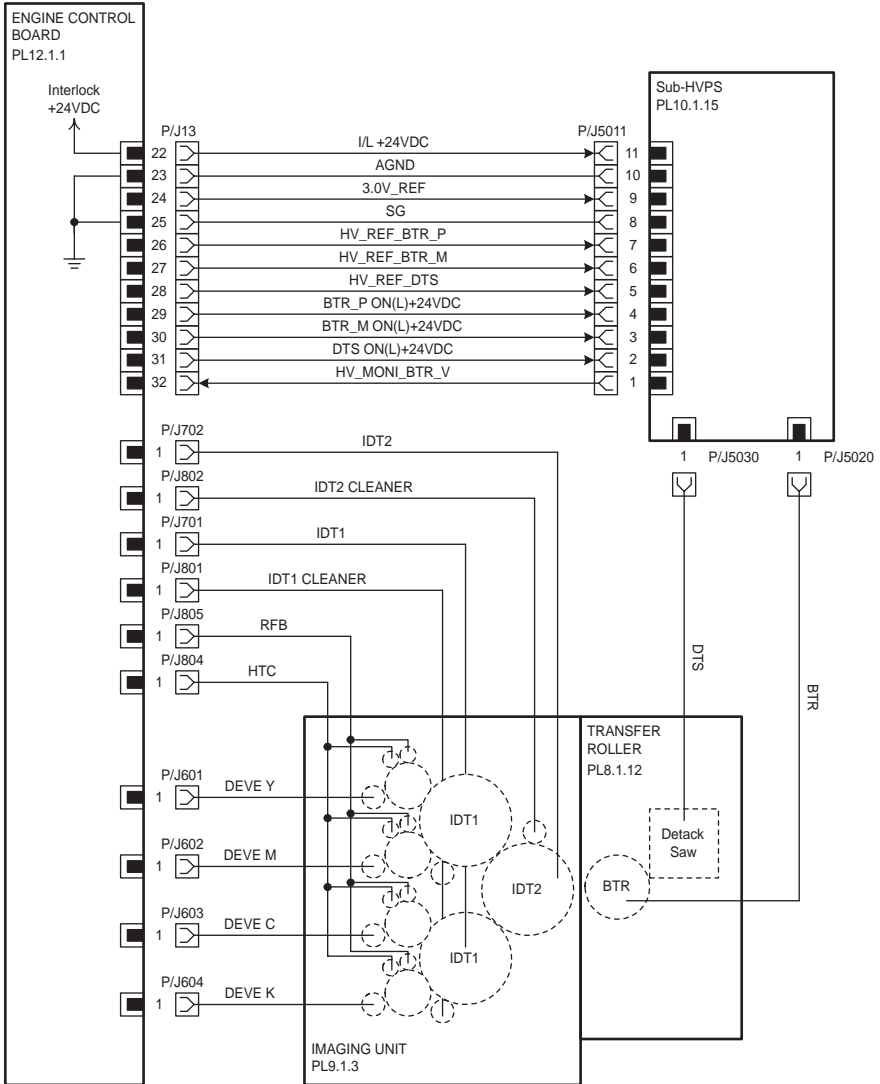 ENGINE CONTROL
BOARD
PL12.1.1
Interlock
+24VDC
Sub-HVPS
PL10.1.15
P/J13
P/J5011
22 I/L +24VDC 11
23 AGND 10
24 3.0V_REF 9
25 SG 8
26 HV_REF_BTR_P 7
27 HV_REF_BTR_M 6
28 HV_REF_DTS 5
29 BTR_P ON(L)+24VDC 4
30 BTR_M ON(L)+24VDC 3
31 DTS ON(L)+24VDC 2
32 HV_MONI_BTR_V 1
1 P/J5030
1 P/J5020
P/J702
1 IDT2
P/J802
1 IDT2 CLEANER
P/J701
1 IDT1
P/J801
1 IDT1 CLEANER
P/J805
1 RFB
P/J804
1 HTC
DTS
BTR
P/J601
1 DEVE Y
P/J602
1 DEVE M
P/J603
1 DEVE C
P/J604
1 DEVE K
IDT1
IDT2
IDT1
IMAGING UNIT
PL9.1.3
TRANSFER
ROLLER
PL8.1.12
Detack
Saw
BTR